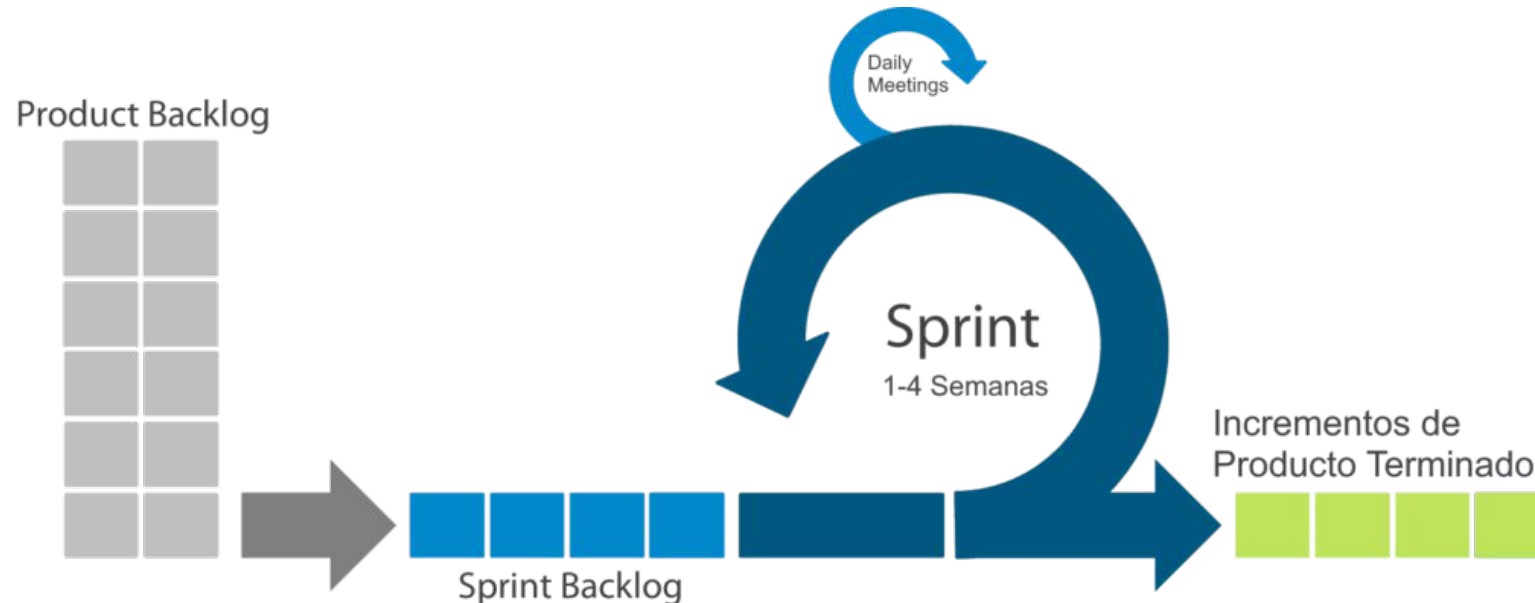 Daily
Meetings
Product Backlog
Sprint
1-4 Semanas
Incrementos de
Producto Terminado
Sprint Backlog